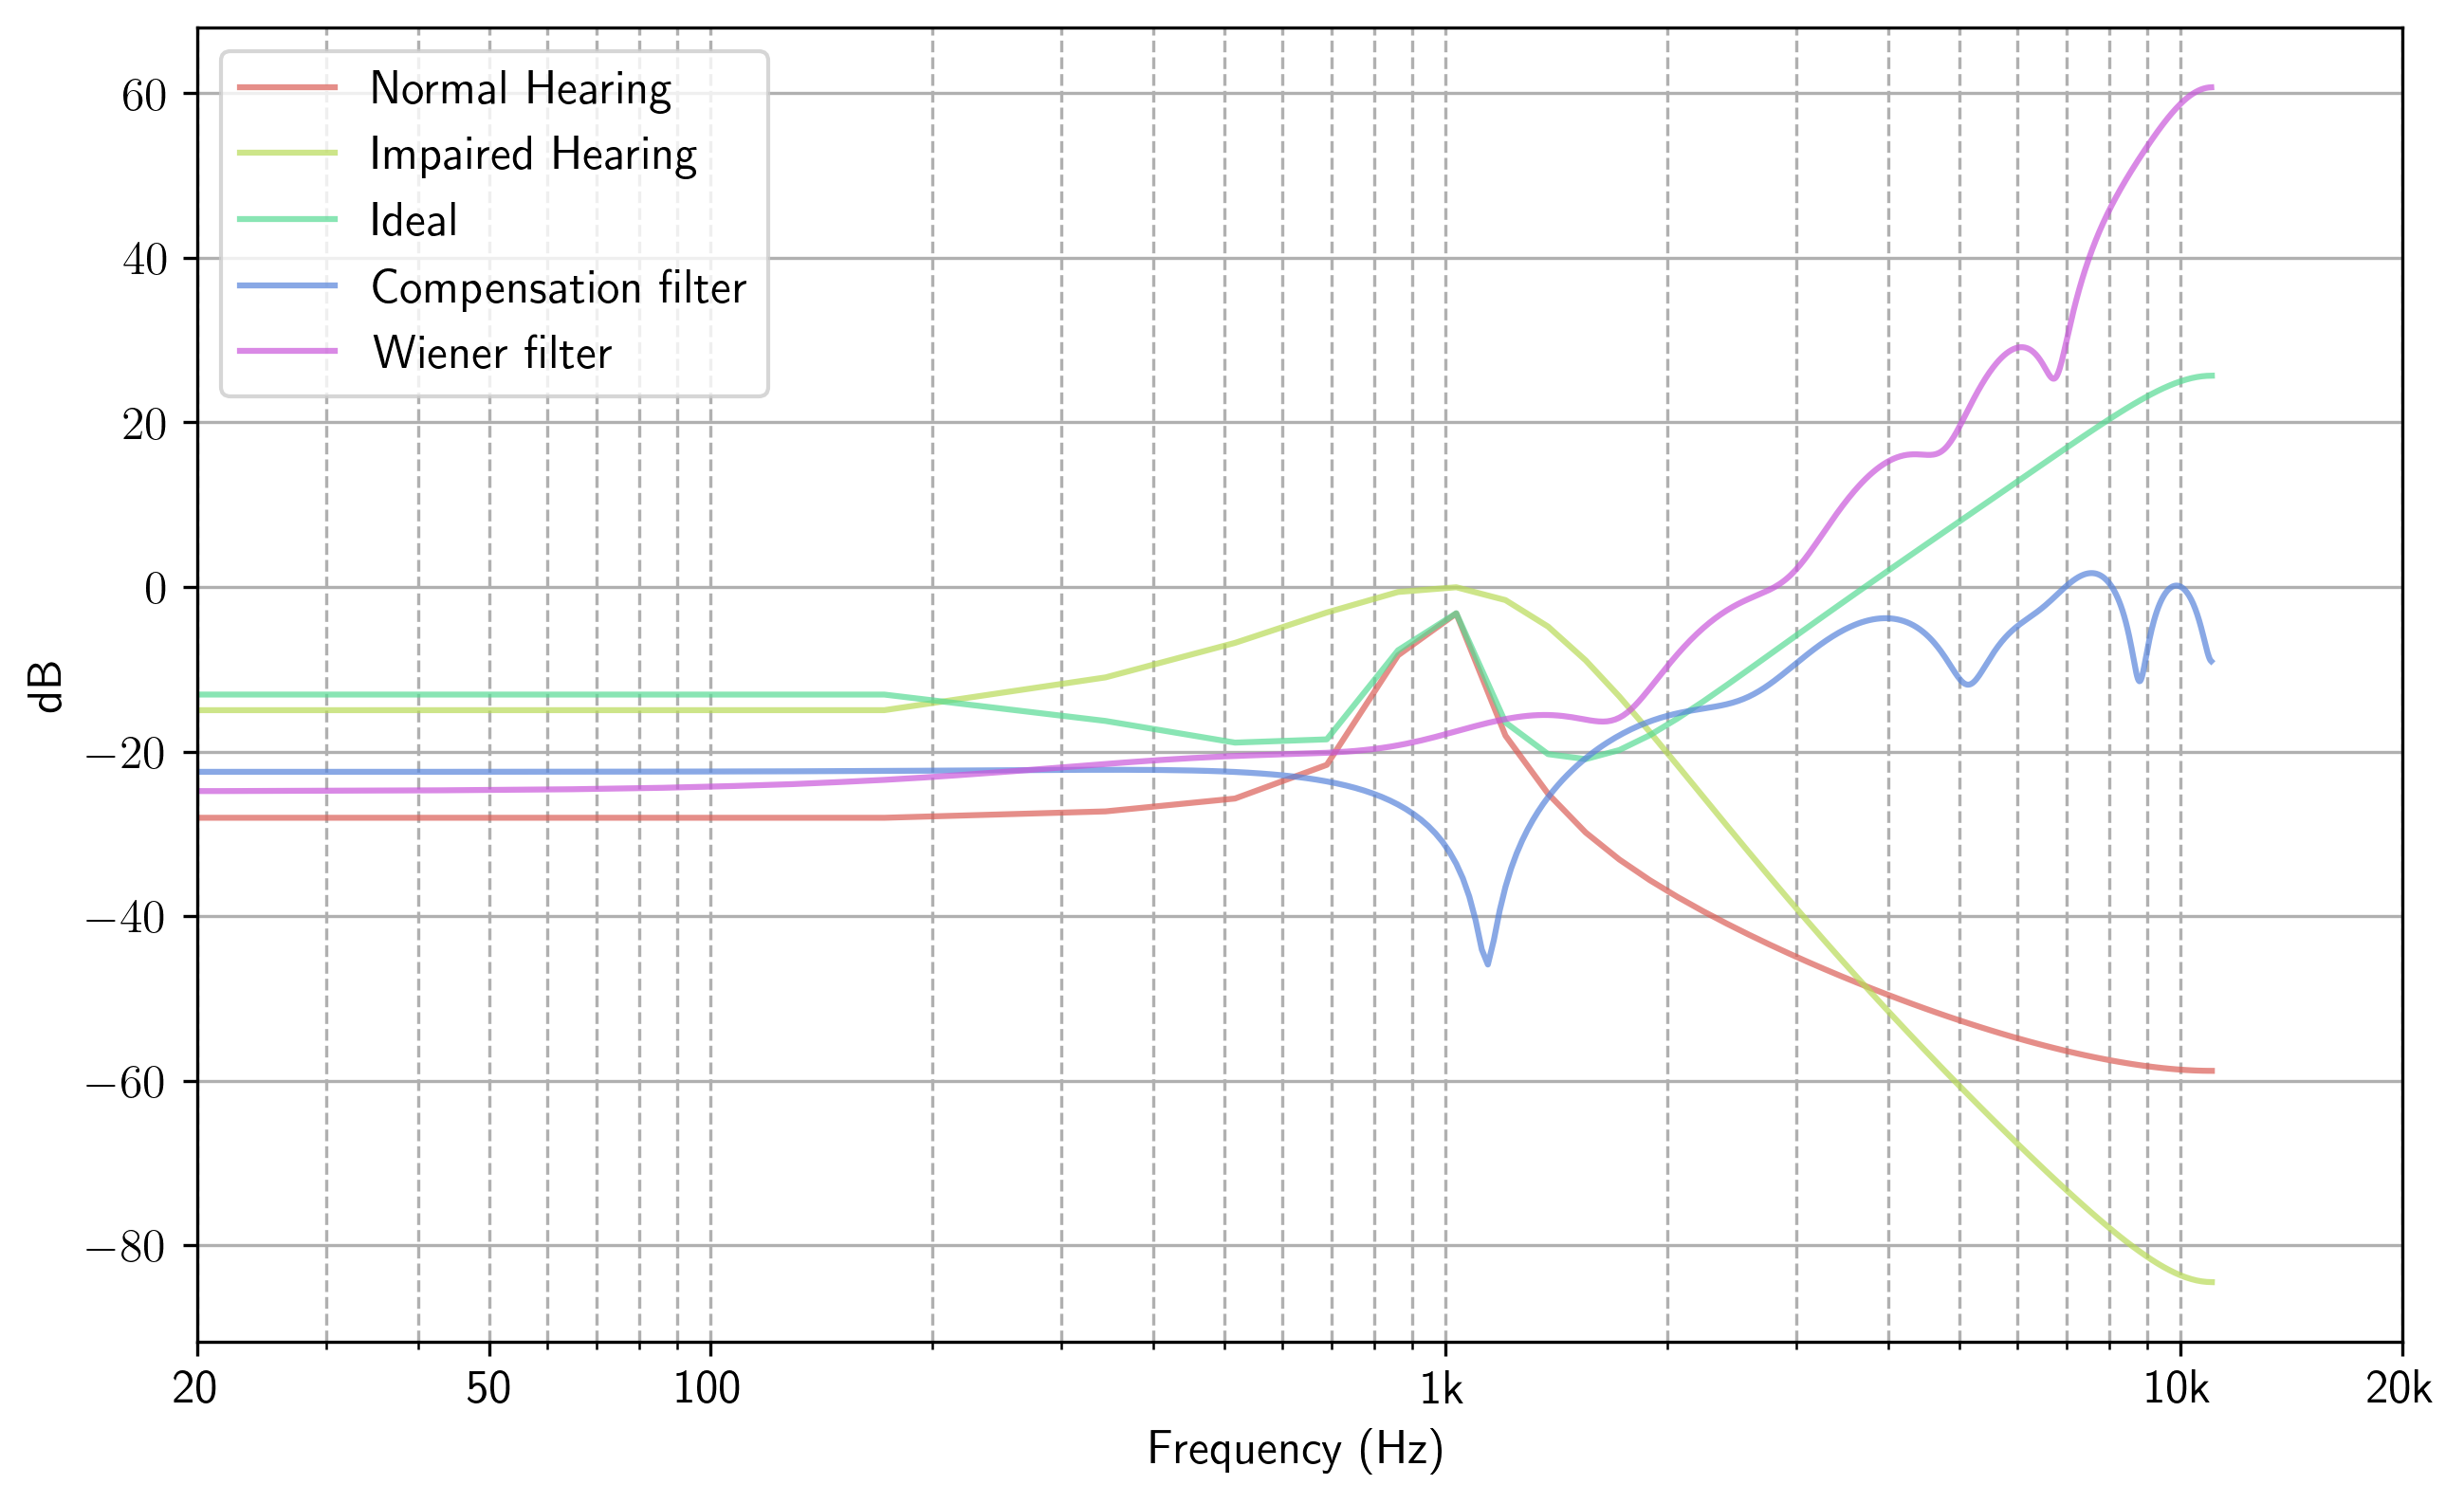 Normal Hearing
Impaired Hearing
Ideal
Compensation filter
Wiener filter
60
40
20
0
−20
−40
−60
−80
dB
20 50 100 1k 10k 20k
Frequency (Hz)